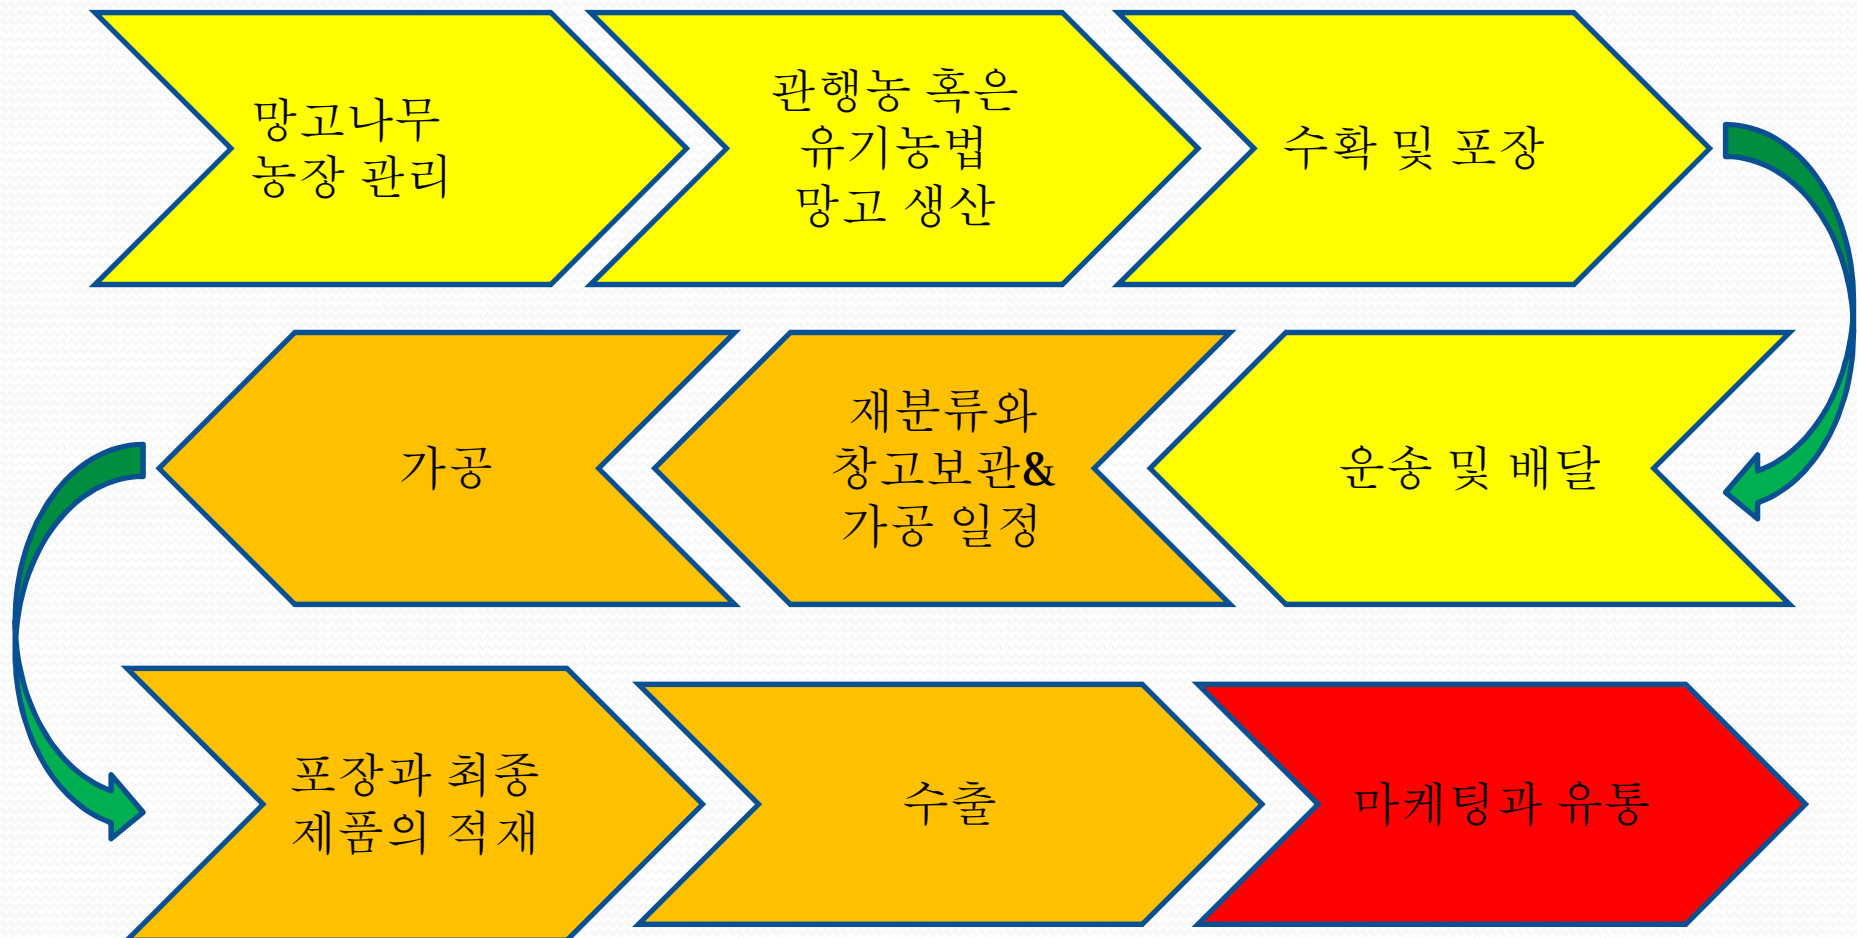 망고나무
농장 관리
관행농 혹은
유기농법
망고 생산
수확 및 포장
운송 및 배달
재분류와
창고보관&
가공 일정
가공
포장과 최종
제품의 적재
수출
마케팅과 유통